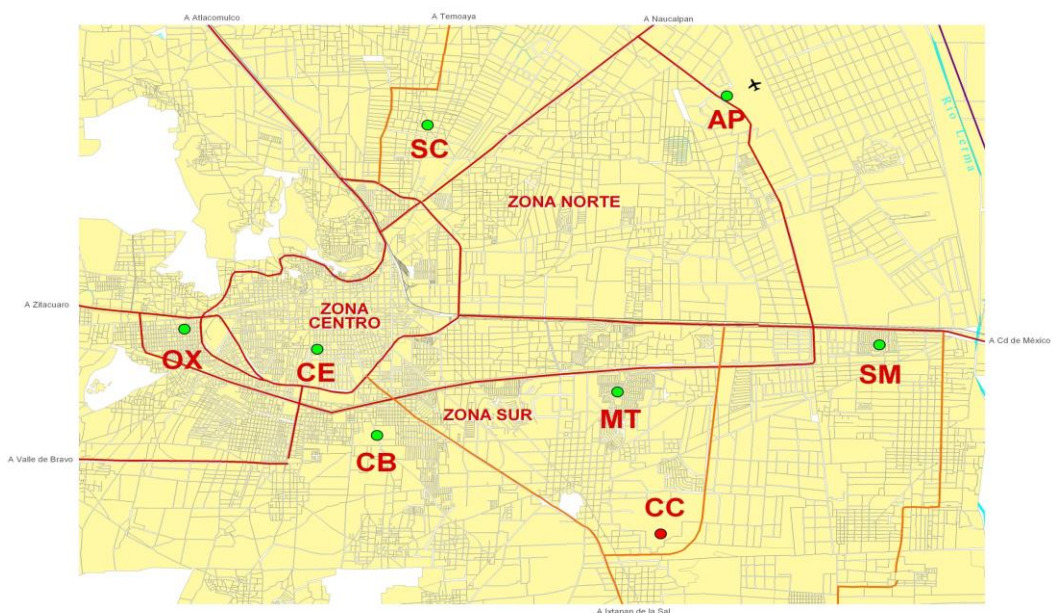 A Atlacomulco
A Temoaya
A Naucalpan
AP
SC
Río Lerma
ZONA NORTE
A Zitacuaro
ZONA
CENTRO
OX
CE
A Cd de México
SM
ZONA SUR
MT
CB
A Valle de Bravo
CC
A Ixtapan de la Sal